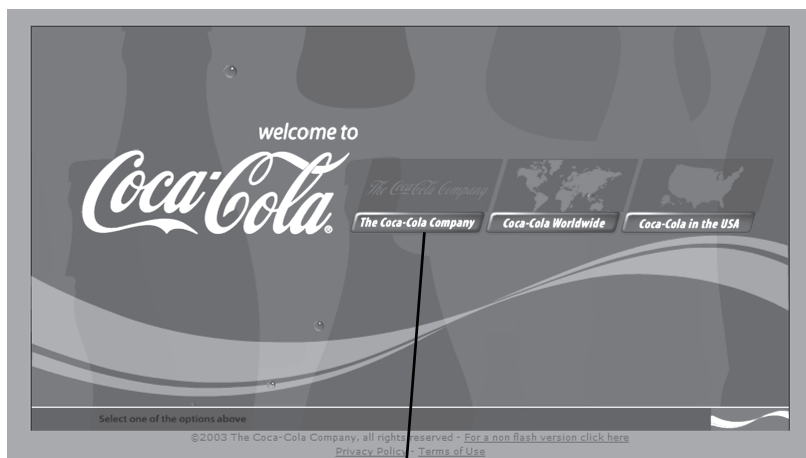 welcome to
Coca-Cola®
The Coca-Cola Company
The Coca-Cola Company
Coca-Cola Worldwide
Coca-Cola in the USA
Select one of the options above
©2003 The Coca-Cola Company, all rights reserved - For a non flash version click here
Privacy Policy - Terms of Use